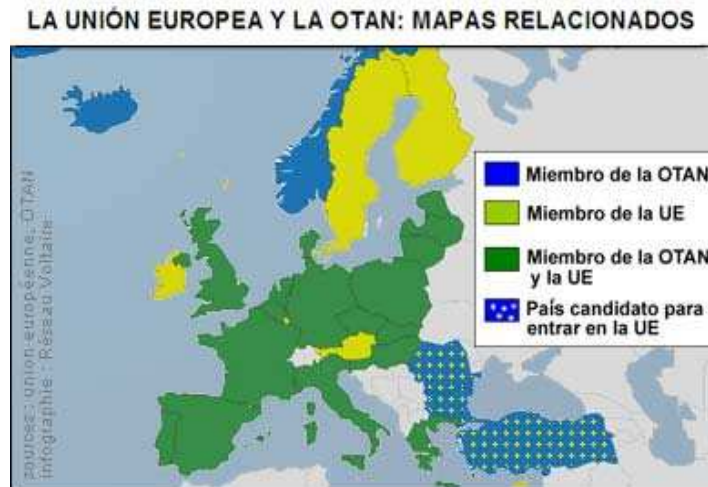 LA UNIÓN EUROPEA Y LA OTAN: MAPAS RELACIONADOS
Miembro de la OTAN
Miembro de la UE
Miembro de la OTAN
y la UE
País candidato para
entrar en la UE
sources: union-européenne, OTAN
infographie : Réseau Voltaire